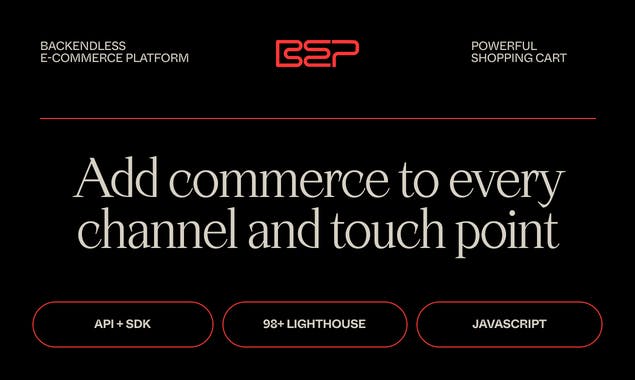 BACKENDLESS
E-COMMERCE PLATFORM
BSP
POWERFUL
SHOPPING CART
Add commerce to every
channel and touch point
API + SDK
98+ LIGHTHOUSE
JAVASCRIPT